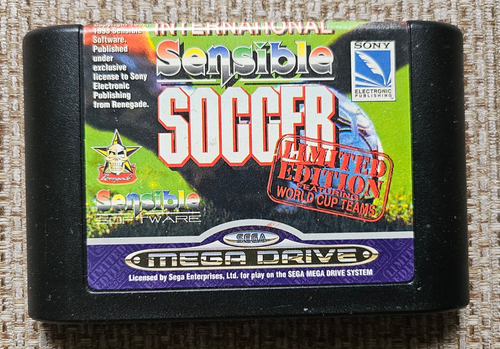 INTERNATIONAL
Sensible
SOCCER
LIMITED
EDITION
FEATURING
WORLD CUP TEAMS
1993 Sensible
Software.
Published
under
exclusive
license to Sony
Electronic
Publishing
from Renegade.
SONY
ELECTRONIC
PUBLISHING
Renegade
Sensible
SOFTWARE
SEGA
MEGA DRIVE
Licensed by Sega Enterprises, Ltd. for play on the SEGA MEGA DRIVE SYSTEM